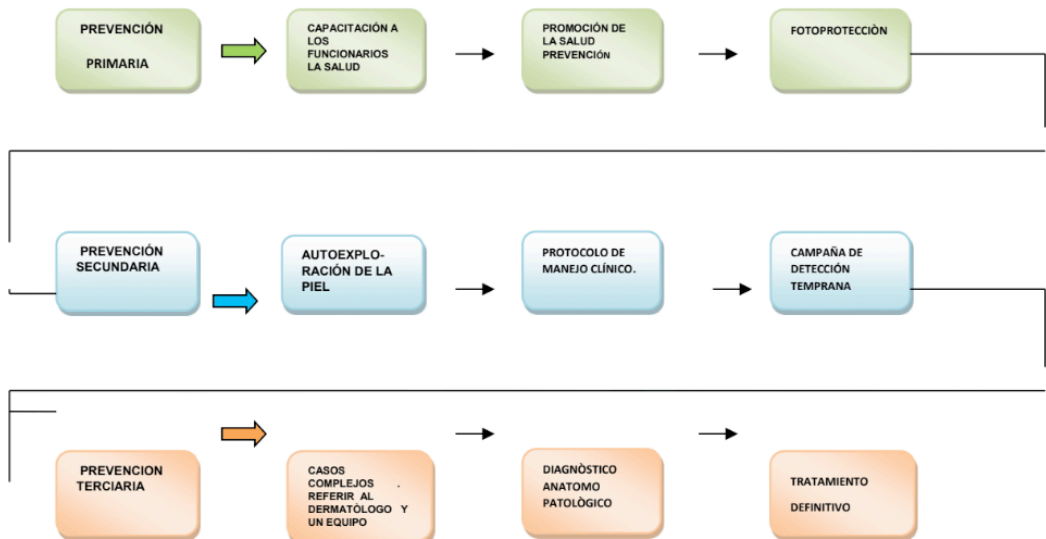 PREVENCIÓN
PRIMARIA
CAPACITACIÓN A
LOS
FUNCIONARIOS
LA SALUD
PROMOCIÓN DE
LA SALUD
PREVENCIÓN
FOTOPROTECCIÒN
PREVENCIÓN
SECUNDARIA
AUTOEXPLO-
RACIÓN DE LA
PIEL
PROTOCOLO DE
MANEJO CLÍNICO.
CAMPAÑA DE
DETECCIÓN
TEMPRANA
PREVENCION
TERCIARIA
CASOS
COMPLEJOS .
REFERIR AL
DERMATÓLOGO Y
UN EQUIPO
DIAGNÒSTICO
ANATOMO
PATOLÒGICO
TRATAMIENTO
DEFINITIVO